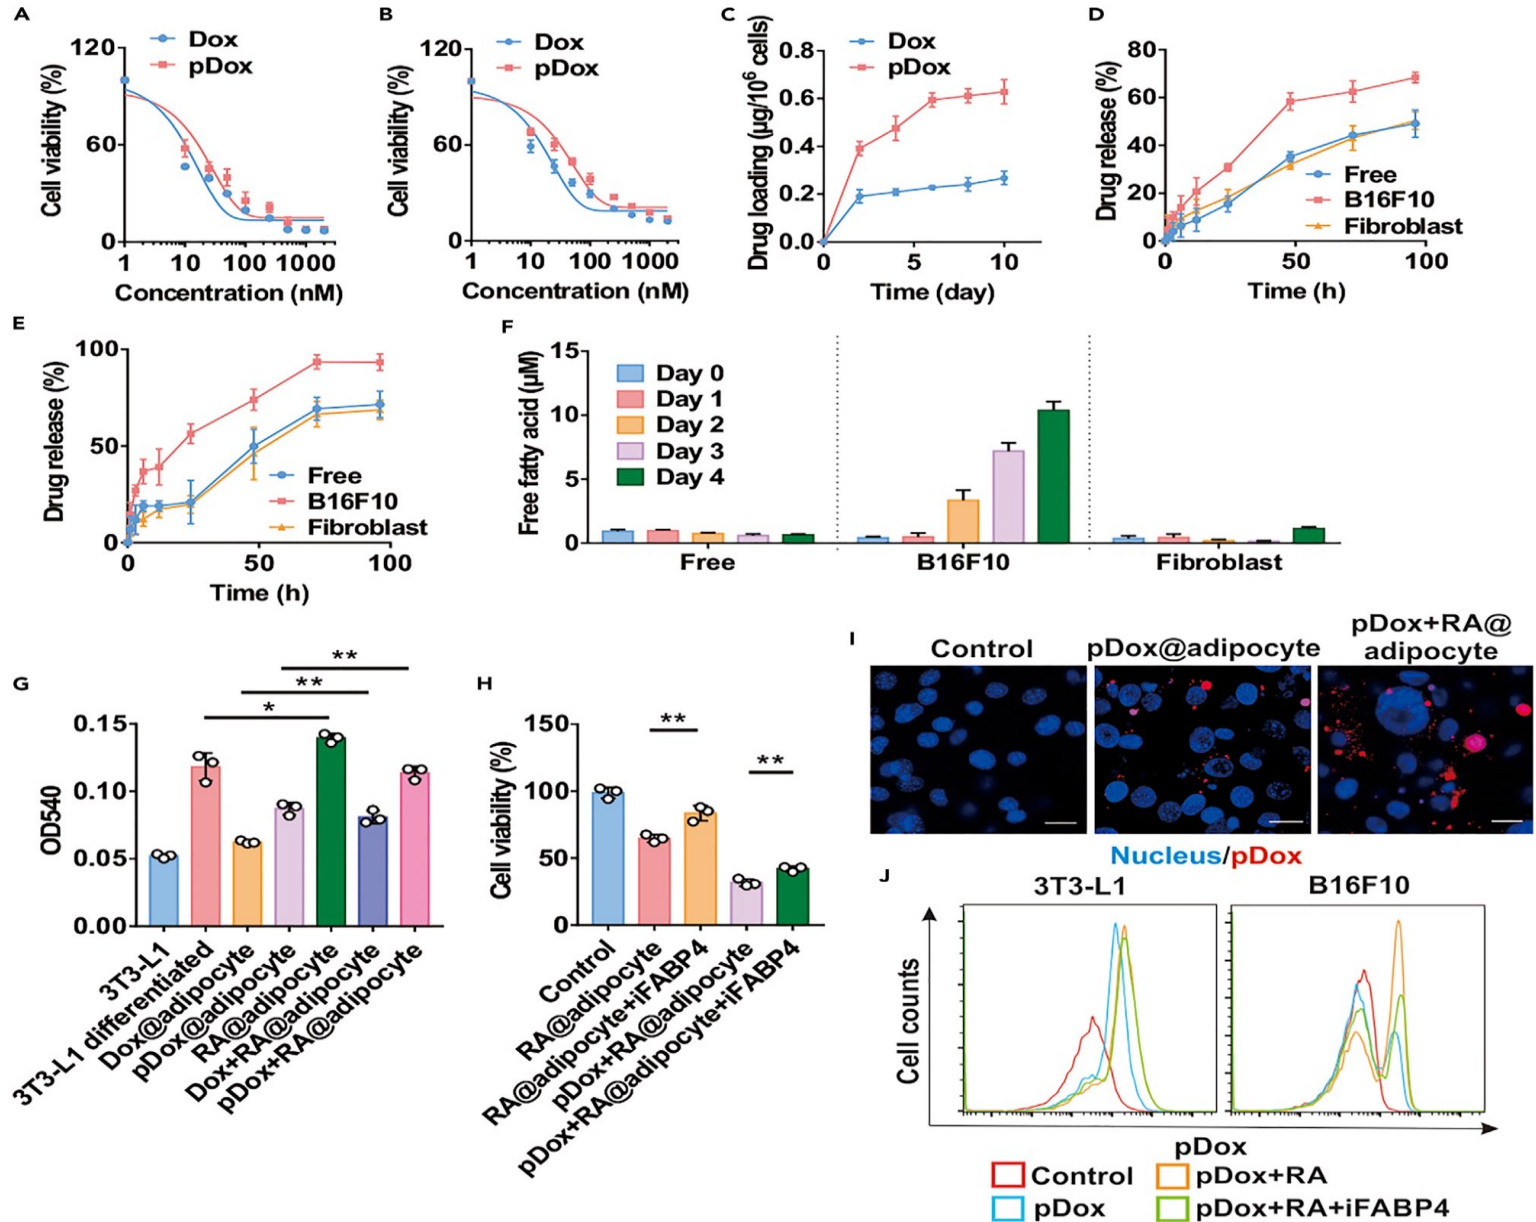 A
Dox
pDox
Cell viability (%)
120
60
0
1 10 100 1000
Concentration (nM)
B
Dox
pDox
Cell viability (%)
120
60
0
1 10 100 1000
Concentration (nM)
C
Dox
pDox
Drug loading (μg/10⁶ cells)
0.8
0.6
0.4
0.2
0.0
0 5 10
Time (day)
D
Drug release (%)
80
60
40
20
0
Free
B16F10
Fibroblast
0 50 100
Time (h)
E
Drug release (%)
100
50
0
Free
B16F10
Fibroblast
0 50 100
Time (h)
F
Free fatty acid (μM)
15
10
5
0
Day 0
Day 1
Day 2
Day 3
Day 4
Free B16F10 Fibroblast
G
** 
**
*
OD540
0.15
0.10
0.05
0.00
3T3-L1
3T3-L1 differentiated
Dox@adipocyte
pDox@adipocyte
RA@adipocyte
Dox+RA@adipocyte
pDox+RA@adipocyte
H
**
**
Cell viability (%)
150
100
50
0
Control
RA@adipocyte
RA@adipocyte+iFABP4
pDox+RA@adipocyte
pDox+RA@adipocyte+iFABP4
I
Control
pDox@adipocyte
pDox+RA@
adipocyte
Nucleus/pDox
J
3T3-L1
B16F10
Cell counts
pDox
Control
pDox+RA
pDox
pDox+RA+iFABP4